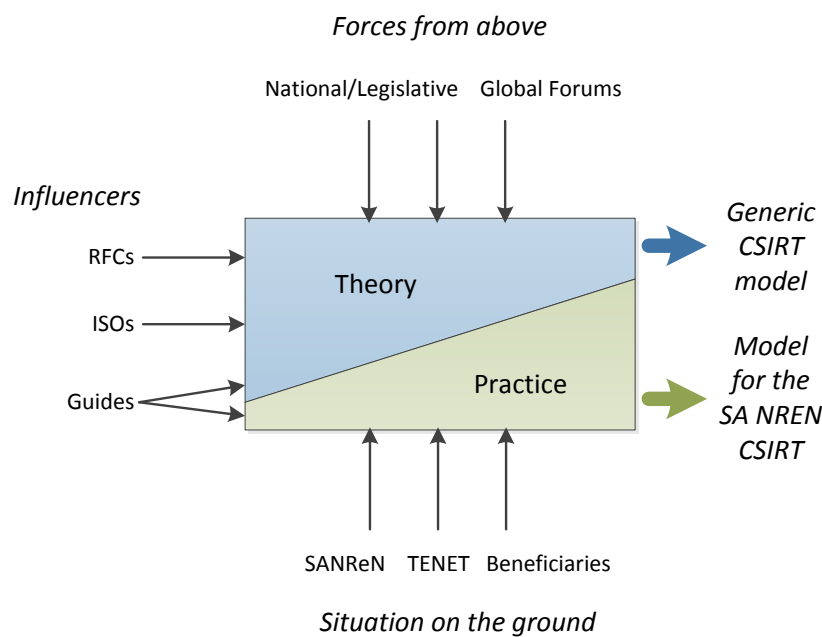 Forces from above
National/Legislative Global Forums
Influencers
RFCs
ISOs
Guides
Theory
Practice
Generic
CSIRT
model
Model
for the
SA NREN
CSIRT
SANReN TENET Beneficiaries
Situation on the ground